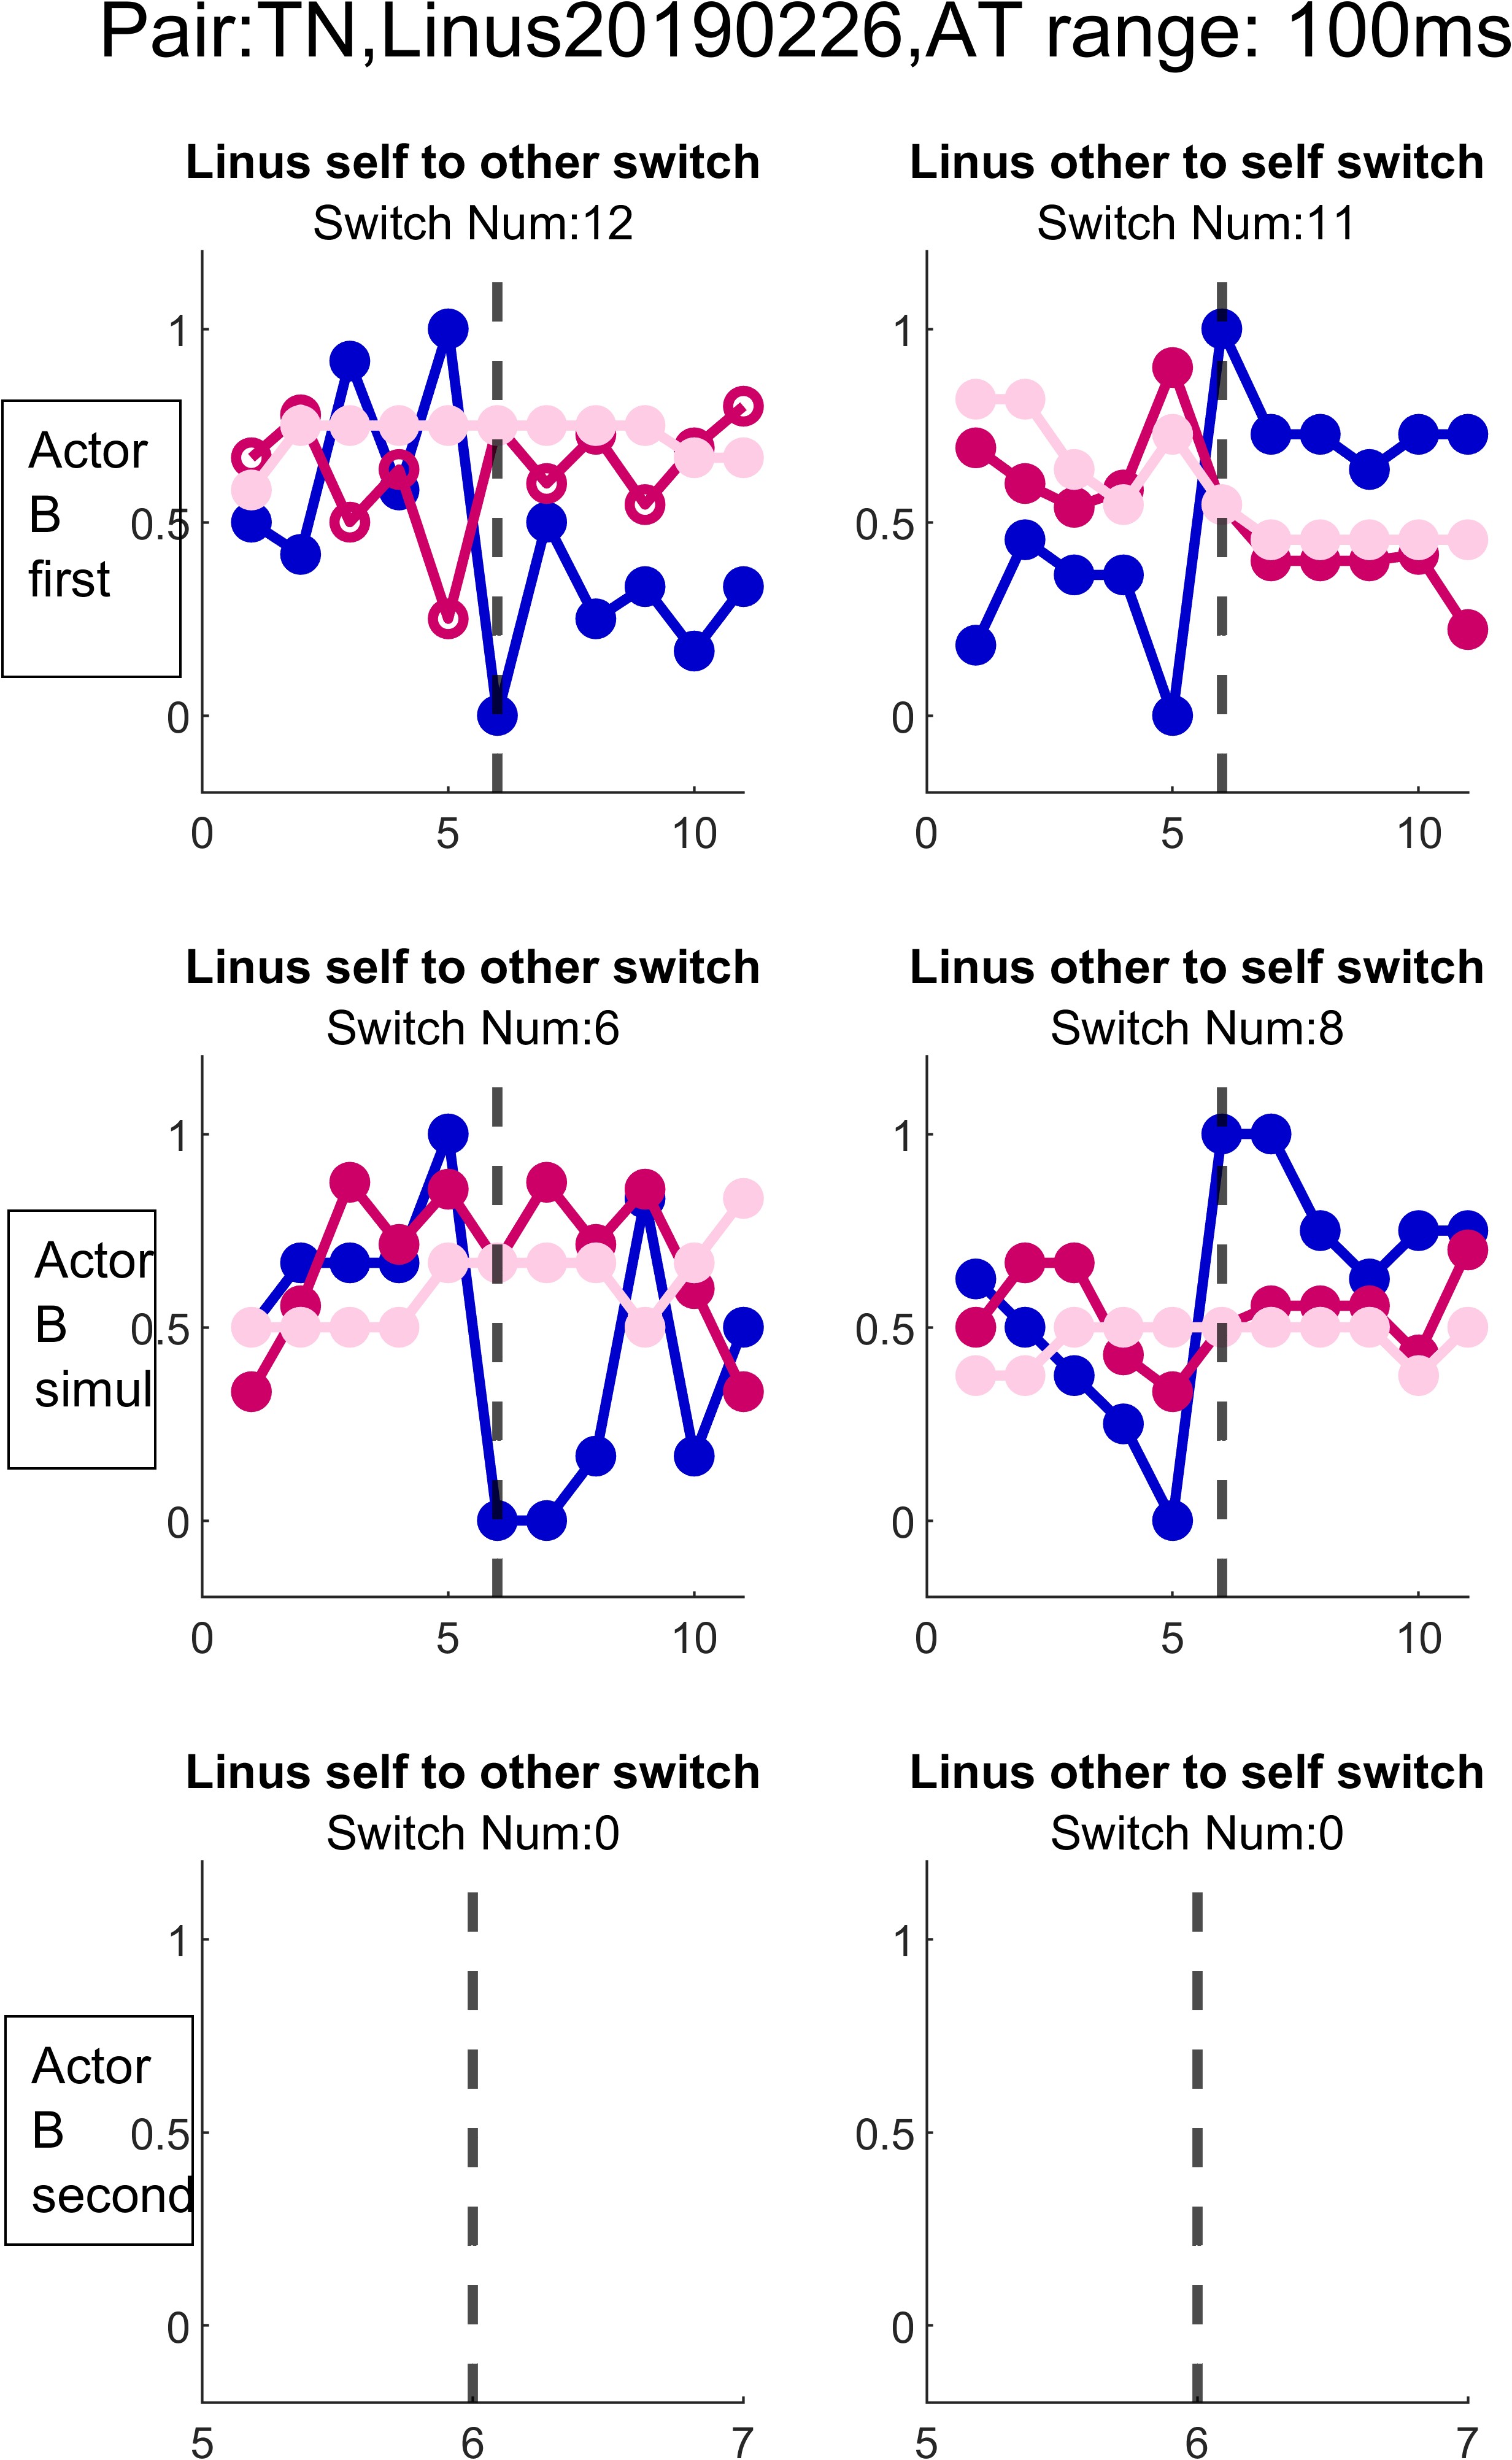 Pair:TN,Linus20190226,AT range: 100ms
Linus self to other switch
Switch Num:12
1
0.5
0
0
5
10
Actor
B
first
Linus other to self switch
Switch Num:11
1
0.5
0
0
5
10
Linus self to other switch
Switch Num:6
1
0.5
0
0
5
10
Actor
B
simul
Linus other to self switch
Switch Num:8
1
0.5
0
0
5
10
Linus self to other switch
Switch Num:0
1
0.5
0
5
6
7
Actor
B
second
Linus other to self switch
Switch Num:0
1
0.5
0
5
6
7